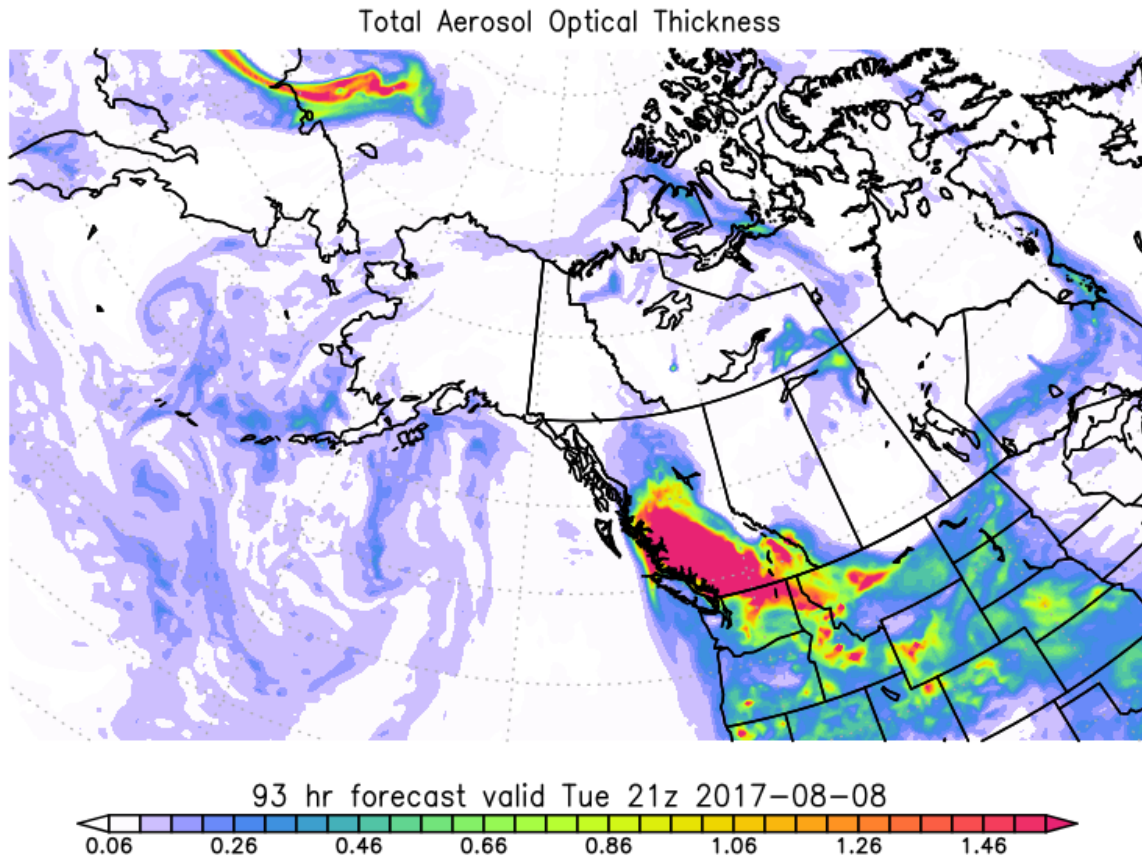 Total Aerosol Optical Thickness
93 hr forecast valid Tue 21z 2017-08-08
0.06 0.26 0.46 0.66 0.86 1.06 1.26 1.46